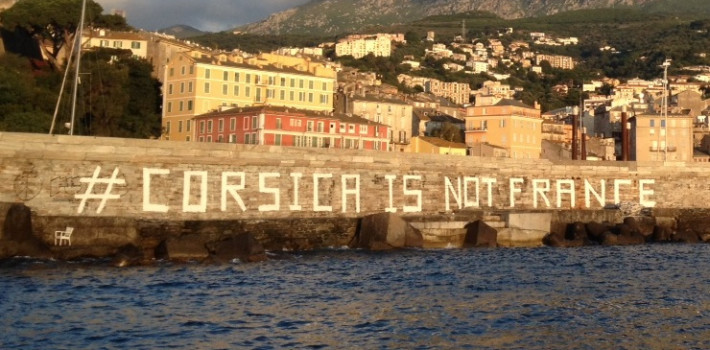 # CORSICA IS NOT FRANCE